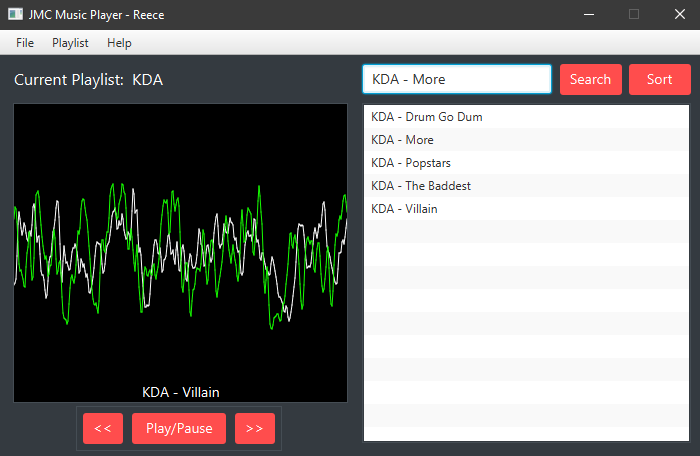 JMC Music Player - Reece
File Playlist Help
Current Playlist: KDA
KDA - More
Search
Sort
KDA - Drum Go Dum
KDA - More
KDA - Popstars
KDA - The Baddest
KDA - Villain
KDA - Villain
<<
Play/Pause
>>